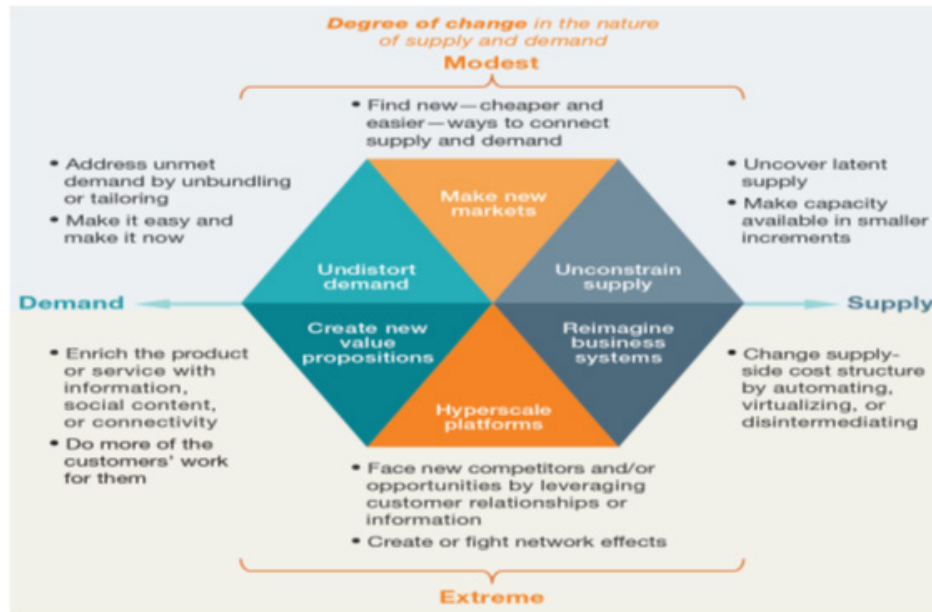 Degree of change in the nature
of supply and demand
Modest
• Find new—cheaper and
easier—ways to connect
supply and demand
• Address unmet
demand by unbundling
or tailoring
• Make it easy and
make it now
• Uncover latent
supply
• Make capacity
available in smaller
increments
Make new
markets
Undistort
demand
Unconstrain
supply
Demand
Supply
Create new
value
propositions
Reimagine
business
systems
Hyperscale
platforms
• Enrich the product
or service with
information,
social content,
or connectivity
• Do more of the
customers' work
for them
• Change supply-
side cost structure
by automating,
virtualizing, or
disintermediating
• Face new competitors and/or
opportunities by leveraging
customer relationships or
information
• Create or fight network effects
Extreme